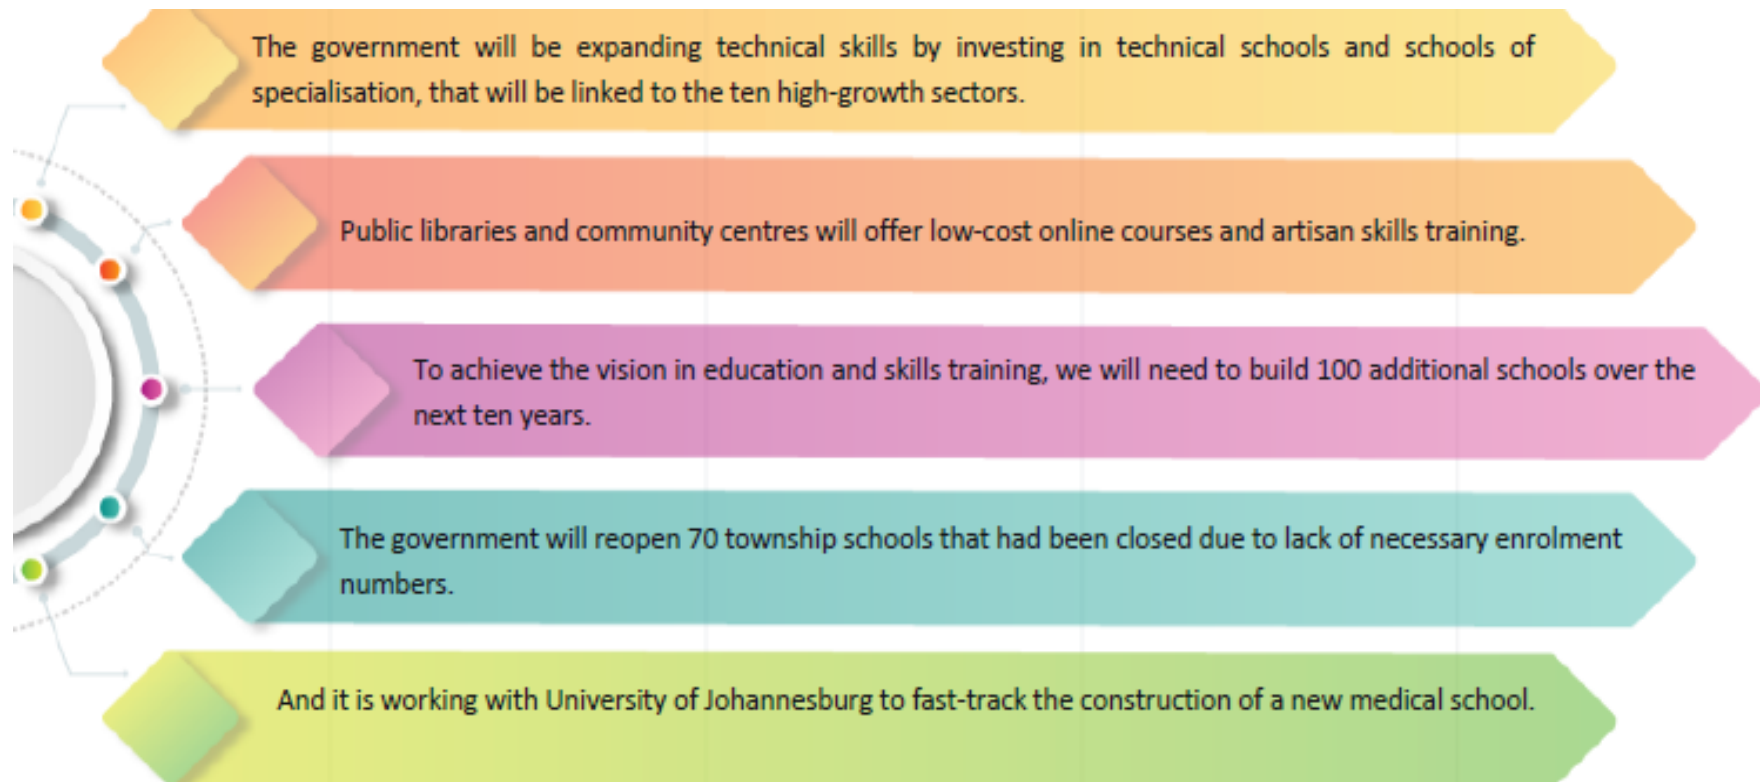 The government will be expanding technical skills by investing in technical schools and schools of
specialisation, that will be linked to the ten high-growth sectors.
Public libraries and community centres will offer low-cost online courses and artisan skills training.
To achieve the vision in education and skills training, we will need to build 100 additional schools over the
next ten years.
The government will reopen 70 township schools that had been closed due to lack of necessary enrolment
numbers.
And it is working with University of Johannesburg to fast-track the construction of a new medical school.